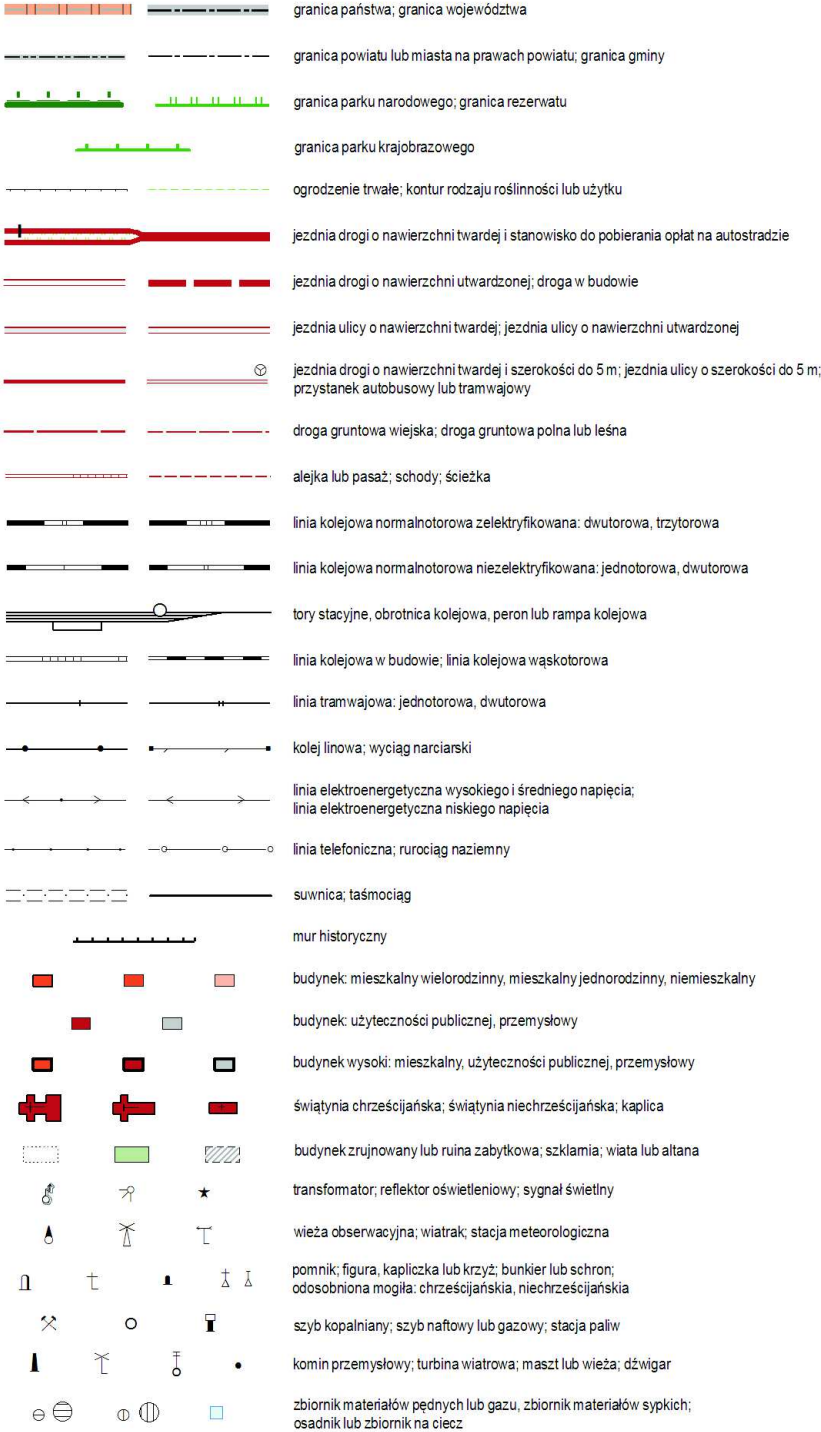 granica państwa; granica województwa
granica powiatu lub miasta na prawach powiatu; granica gminy
granica parku narodowego; granica rezerwatu
granica parku krajobrazowego
ogrodzenie trwałe; kontur rodzaju roślinności lub użytku
jezdnia drogi o nawierzchni twardej i stanowisko do pobierania opłat na autostradzie
jezdnia drogi o nawierzchni utwardzonej; droga w budowie
jezdnia ulicy o nawierzchni twardej; jezdnia ulicy o nawierzchni utwardzonej
jezdnia drogi o nawierzchni twardej i szerokości do 5 m; jezdnia ulicy o szerokości do 5 m;
przystanek autobusowy lub tramwajowy
droga gruntowa wiejska; droga gruntowa polna lub leśna
alejka lub pasaż; schody; ścieżka
linia kolejowa normalnotorowa zelektryfikowana: dwutorowa, trzytorowa
linia kolejowa normalnotorowa niezelektryfikowana: jednotorowa, dwutorowa
tory stacyjne, obrotnica kolejowa, peron lub rampa kolejowa
linia kolejowa w budowie; linia kolejowa wąskotorowa
linia tramwajowa: jednotorowa, dwutorowa
kolej linowa; wyciąg narciarski
linia elektroenergetyczna wysokiego i średniego napięcia;
linia elektroenergetyczna niskiego napięcia
linia telefoniczna; rurociąg naziemny
suwnica; taśmociąg
mur historyczny
budynek: mieszkalny wielorodzinny, mieszkalny jednorodzinny, niemieszkalny
budynek: użyteczności publicznej, przemysłowy
budynek wysoki: mieszkalny, użyteczności publicznej, przemysłowy
świątynia chrześcijańska; świątynia niechrześcijańska; kaplica
budynek zrujnowany lub ruina zabytkowa; szklarnia; wiata lub altana
transformator; reflektor oświetleniowy; sygnał świetlny
wieża obserwacyjna; wiatrak; stacja meteorologiczna
pomnik; figura, kapliczka lub krzyż; bunkier lub schron;
odosobniona mogiła: chrześcijańskia, niechrześcijańskia
szyb kopalniany; szyb naftowy lub gazowy; stacja paliw
komin przemysłowy; turbina wiatrowa; maszt lub wieża; dźwigar
zbiornik materiałów pędnych lub gazu, zbiornik materiałów sypkich;
osadnik lub zbiornik na ciecz